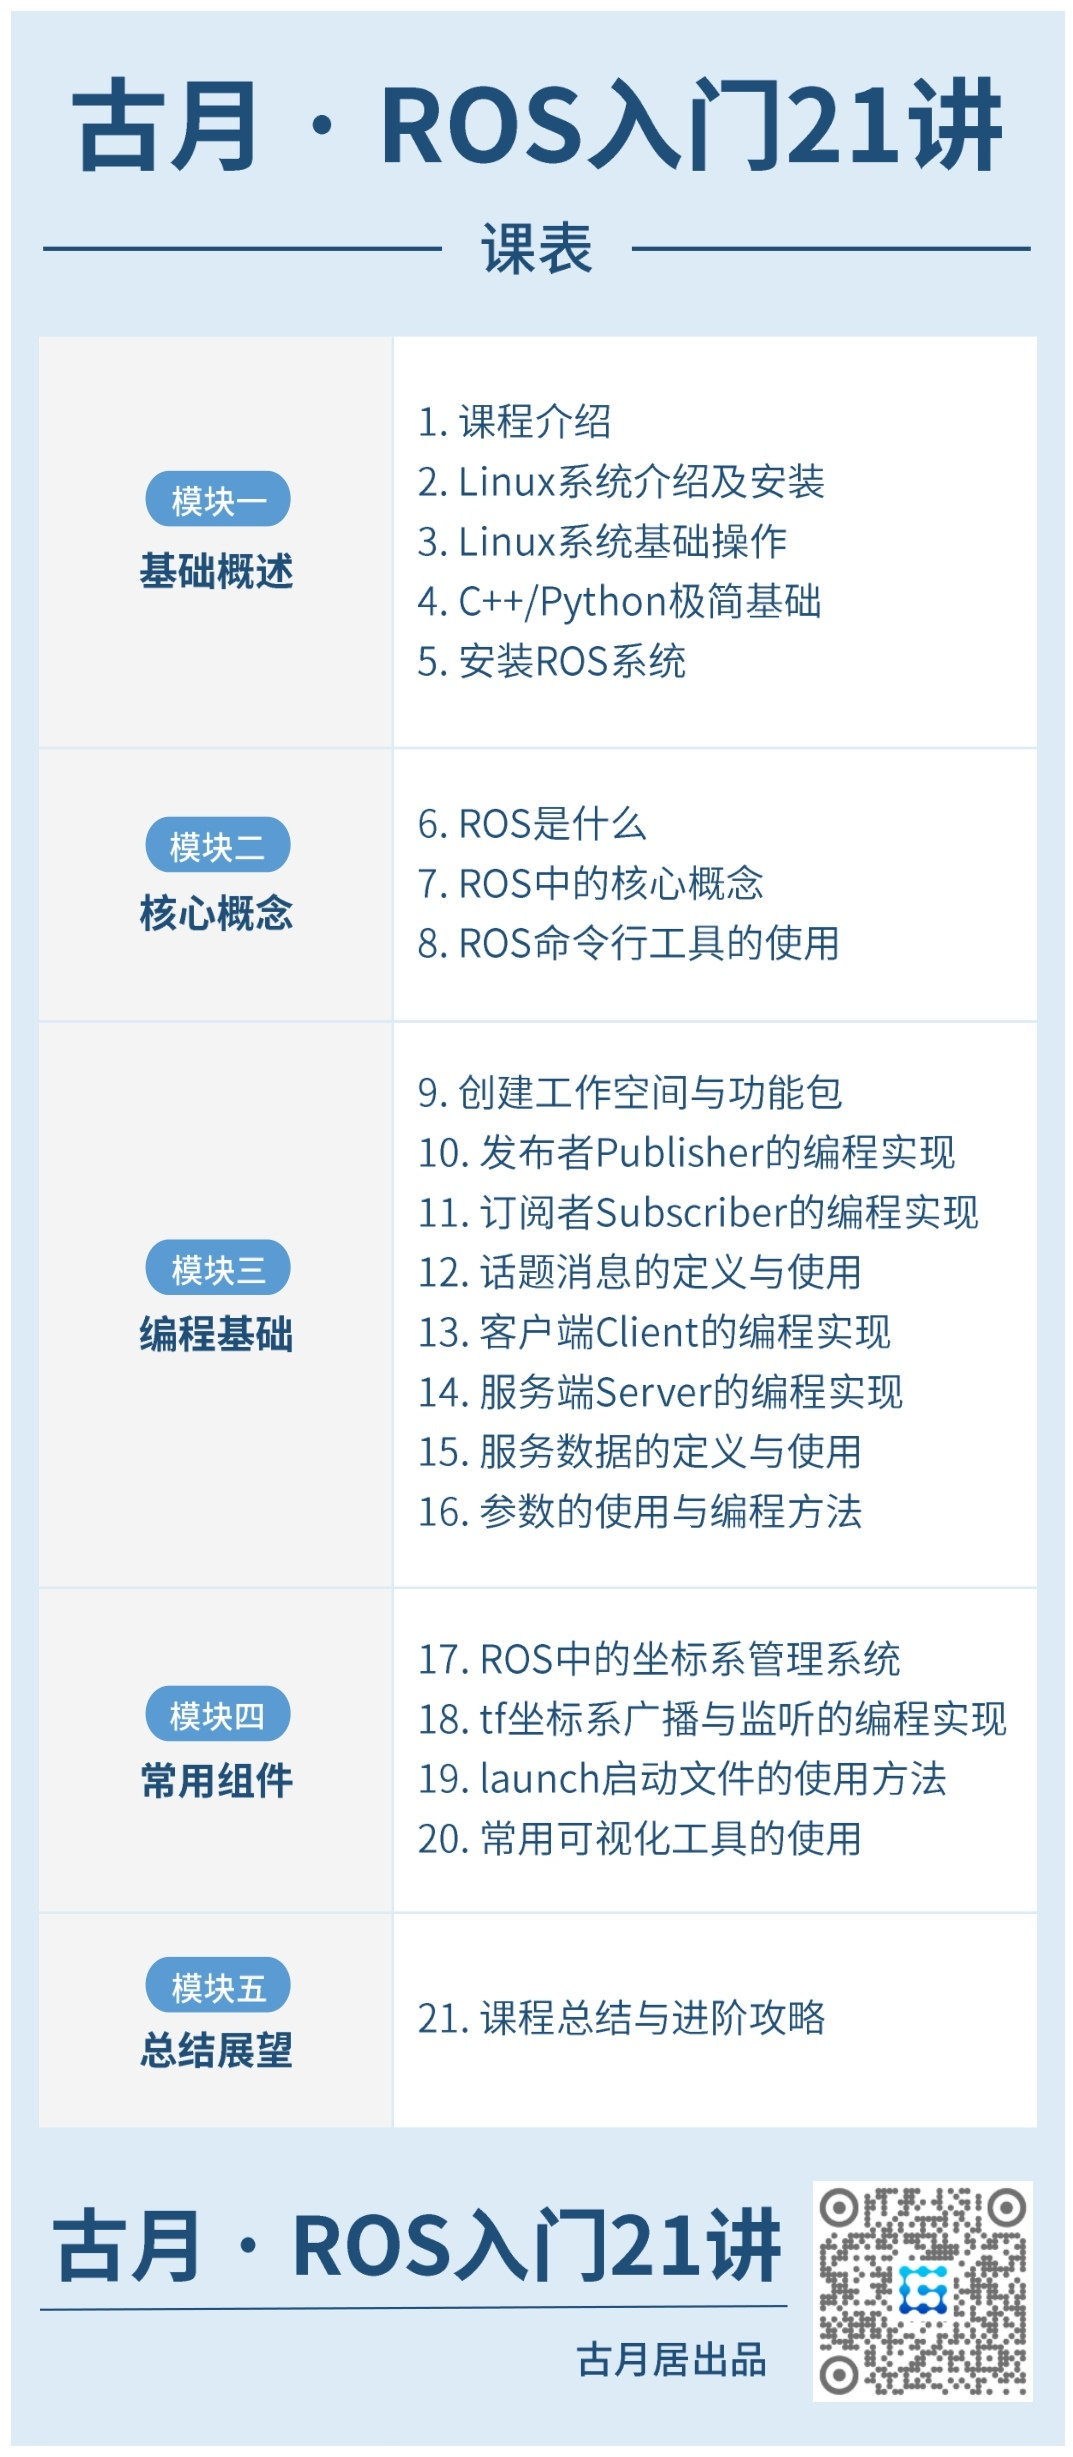 古月·ROS入门21讲
课表
模块一
基础概述
1. 课程介绍
2. Linux系统介绍及安装
3. Linux系统基础操作
4. C++/Python极简基础
5. 安装ROS系统
模块二
核心概念
6. ROS是什么
7. ROS中的核心概念
8. ROS命令行工具的使用
模块三
编程基础
9. 创建工作空间与功能包
10. 发布者Publisher的编程实现
11. 订阅者Subscriber的编程实现
12. 话题消息的定义与使用
13. 客户端Client的编程实现
14. 服务端Server的编程实现
15. 服务数据的定义与使用
16. 参数的使用与编程方法
模块四
常用组件
17. ROS中的坐标系管理系统
18. tf坐标系广播与监听的编程实现
19. launch启动文件的使用方法
20. 常用可视化工具的使用
模块五
总结展望
21. 课程总结与进阶攻略
古月·ROS入门21讲
古月居出品